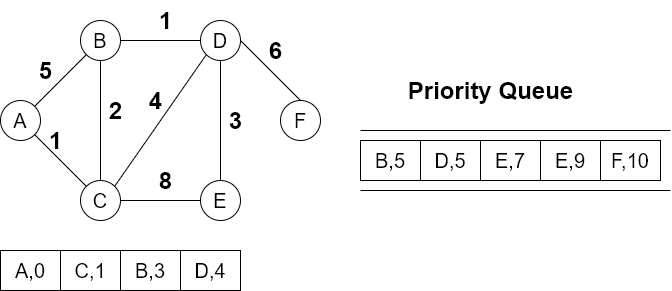 1
B
D
6
5
Priority Queue
2
4
A
3
F
1
B,5 D,5 E,7 E,9 F,10
8
C
E
A,0 C,1 B,3 D,4